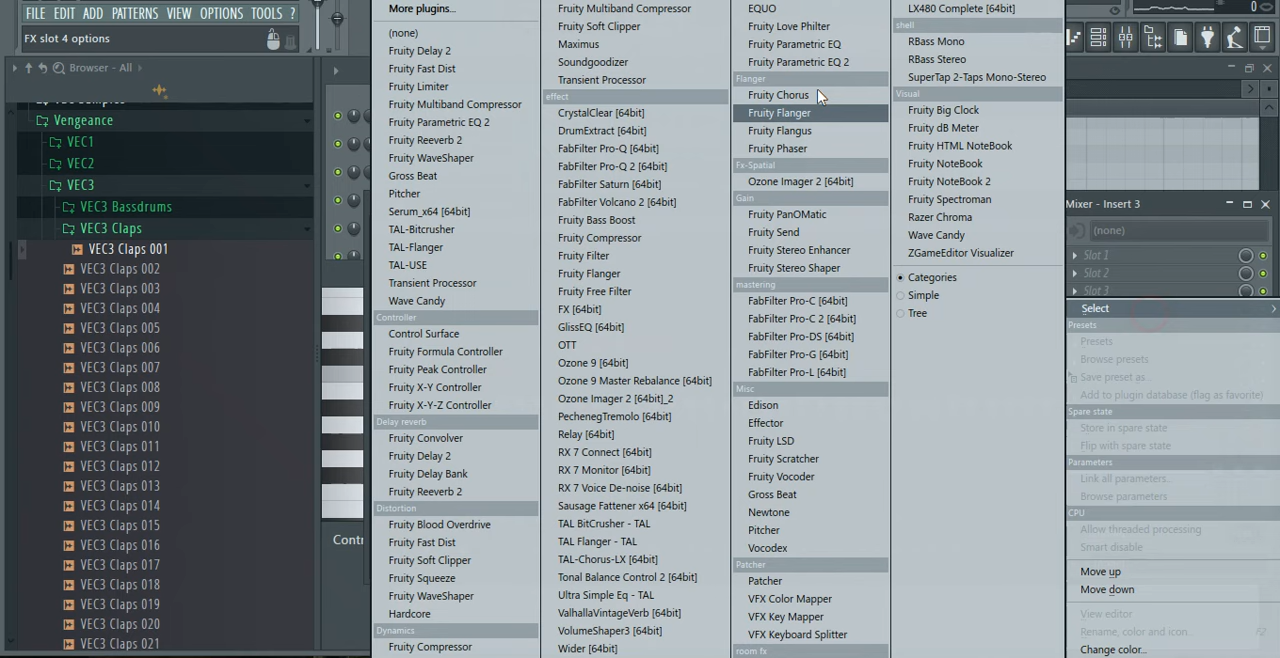 FILE EDIT ADD PATTERNS VIEW OPTIONS TOOLS ?
FX slot 4 options
Browser - All
Vengeance
VEC1
VEC2
VEC3
VEC3 Bassdrums
VEC3 Claps
VEC3 Claps 001
VEC3 Claps 002
VEC3 Claps 003
VEC3 Claps 004
VEC3 Claps 005
VEC3 Claps 006
VEC3 Claps 007
VEC3 Claps 008
VEC3 Claps 009
VEC3 Claps 010
VEC3 Claps 011
VEC3 Claps 012
VEC3 Claps 013
VEC3 Claps 014
VEC3 Claps 015
VEC3 Claps 016
VEC3 Claps 017
VEC3 Claps 018
VEC3 Claps 019
VEC3 Claps 020
VEC3 Claps 021
Conti
More plugins...
(none)
Fruity Delay 2
Fruity Fast Dist
Fruity Limiter
Fruity Multiband Compressor
Fruity Parametric EQ 2
Fruity Reeverb 2
Fruity WaveShaper
Gross Beat
Pitcher
Serum_x64 [64bit]
TAL-Bitcrusher
TAL-Flanger
TAL-USE
Transient Processor
Wave Candy
Controller
Control Surface
Fruity Formula Controller
Fruity Peak Controller
Fruity X-Y Controller
Fruity X-Y-Z Controller
Delay reverb
Fruity Convolver
Fruity Delay 2
Fruity Delay Bank
Fruity Reeverb 2
Distortion
Fruity Blood Overdrive
Fruity Fast Dist
Fruity Soft Clipper
Fruity Squeeze
Fruity WaveShaper
Hardcore
Dynamics
Fruity Compressor
Fruity Multiband Compressor
Fruity Soft Clipper
Maximus
Soundgoodizer
Transient Processor
effect
CrystalClear [64bit]
DrumExtract [64bit]
FabFilter Pro-Q [64bit]
FabFilter Pro-Q 2 [64bit]
FabFilter Saturn [64bit]
FabFilter Volcano 2 [64bit]
Fruity Bass Boost
Fruity Compressor
Fruity Filter
Fruity Flanger
Fruity Free Filter
FX [64bit]
GlissEQ [64bit]
OTT
Ozone 9 [64bit]
Ozone 9 Master Rebalance [64bit]
Ozone Imager 2 [64bit]_2
PechenegTremolo [64bit]
Relay [64bit]
RX 7 Connect [64bit]
RX 7 Monitor [64bit]
RX 7 Voice De-noise [64bit]
Sausage Fattener x64 [64bit]
TAL BitCrusher - TAL
TAL Flanger - TAL
TAL-Chorus-LX [64bit]
Tonal Balance Control 2 [64bit]
Ultra Simple Eq - TAL
ValhallaVintageVerb [64bit]
VolumeShaper3 [64bit]
Wider [64bit]
EQUO
Fruity Love Philter
Fruity Parametric EQ
Fruity Parametric EQ 2
Flanger
Fruity Chorus
Fruity Flanger
Fruity Flangus
Fruity Phaser
Fx-Spatial
Ozone Imager 2 [64bit]
Gain
Fruity PanOMatic
Fruity Send
Fruity Stereo Enhancer
Fruity Stereo Shaper
mastering
FabFilter Pro-C [64bit]
FabFilter Pro-C 2 [64bit]
FabFilter Pro-DS [64bit]
FabFilter Pro-G [64bit]
FabFilter Pro-L [64bit]
Misc
Edison
Effector
Fruity LSD
Fruity Scratcher
Fruity Vocoder
Gross Beat
Newtone
Pitcher
Vocodex
Patcher
Patcher
VFX Color Mapper
VFX Key Mapper
VFX Keyboard Splitter
room fx
LX480 Complete [64bit]
shell
RBass Mono
RBass Stereo
SuperTap 2-Taps Mono-Stereo
Visual
Fruity Big Clock
Fruity dB Meter
Fruity HTML NoteBook
Fruity NoteBook
Fruity NoteBook 2
Fruity Spectroman
Razer Chroma
Wave Candy
ZGameEditor Visualizer
Categories
Simple
Tree
0
Mixer - Insert 3
(none)
Slot 1
Slot 2
Slot 3
Select
Presets
Presets
Browse presets
Save preset as...
Add to plugin database (flag as favorite)
Spare state
Store in spare state
Flip with spare state
Parameters
Link all parameters...
Browse parameters
CPU
Allow threaded processing
Smart disable
Move up
Move down
View editor
Rename, color and icon F2
Change color...